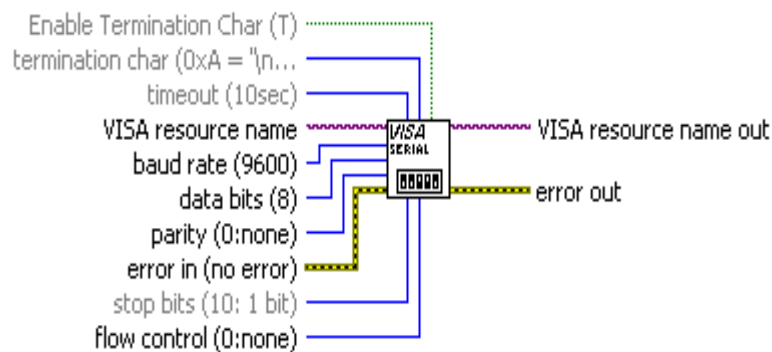 Enable Termination Char (T)
termination char (0xA = "\n...
timeout (10sec)
VISA resource name
baud rate (9600)
data bits (8)
parity (0:none)
error in (no error)
stop bits (10: 1 bit)
flow control (0:none)
VISA
SERIAL
VISA resource name out
error out